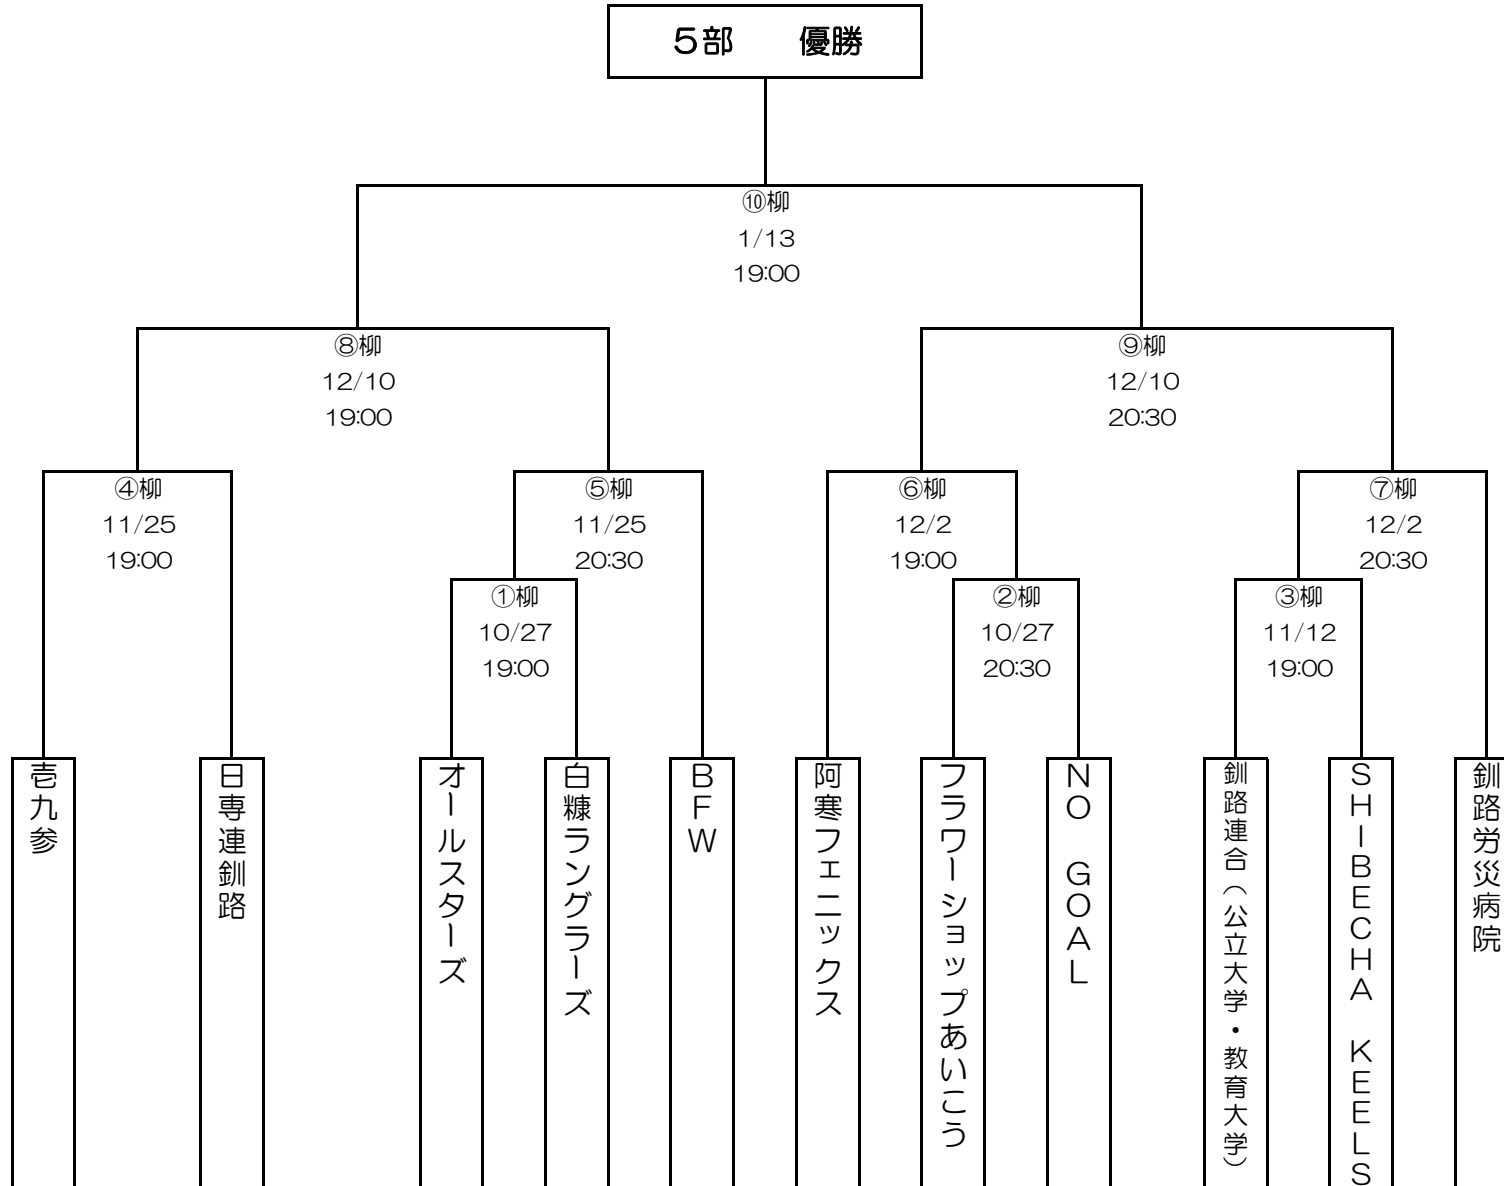 ５部　　優勝
⑩柳
1/13
19:00
⑧柳
12/10
19:00
⑨柳
12/10
20:30
④柳
11/25
19:00
⑤柳
11/25
20:30
⑥柳
12/2
19:00
⑦柳
12/2
20:30
①柳
10/27
19:00
②柳
10/27
20:30
③柳
11/12
19:00
壱九参
日専連釧路
オールスターズ
白糠ラングラーズ
ＢＦＷ
阿寒フェニックス
フラワーショップあいこう
ＮＯ　ＧＯＡＬ
釧路連合（公立大学・教育大学）
ＳＨＩＢＥＣＨＡ　ＫＥＥＬＳ
釧路労災病院